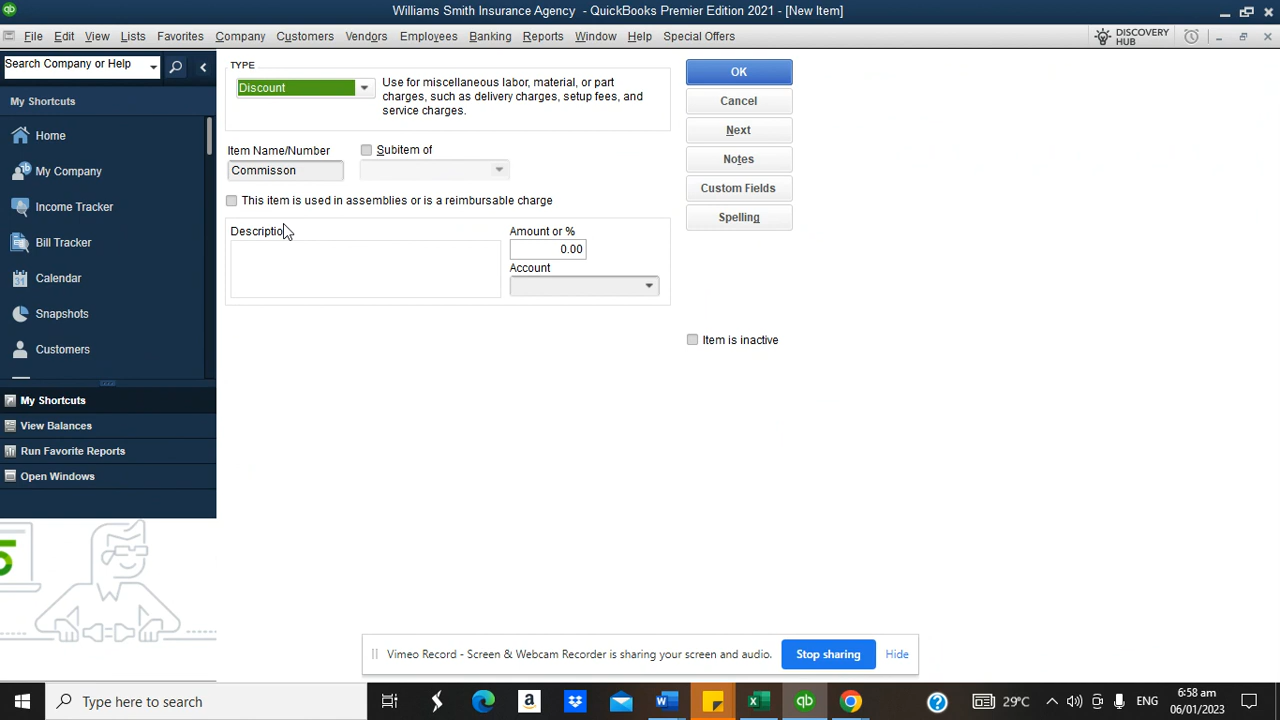 Williams Smith Insurance Agency - QuickBooks Premier Edition 2021 - [New Item]
File Edit View Lists Favorites Company Customers Vendors Employees Banking Reports Window Help Special Offers
DISCOVERY HUB
Search Company or Help
My Shortcuts
Home
My Company
Income Tracker
Bill Tracker
Calendar
Snapshots
Customers
My Shortcuts
View Balances
Run Favorite Reports
Open Windows
TYPE
Discount
Use for miscellaneous labor, material, or part
charges, such as delivery charges, setup fees, and
service charges.
Item Name/Number
Subitem of
Commisson
This item is used in assemblies or is a reimbursable charge
Description
Amount or %
0.00
Account
OK
Cancel
Next
Notes
Custom Fields
Spelling
Item is inactive
Vimeo Record - Screen & Webcam Recorder is sharing your screen and audio.
Stop sharing
Hide
Type here to search
29°C
ENG
6:58 am
06/01/2023